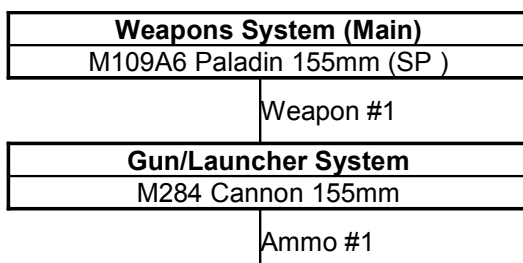 Weapons System (Main)
M109A6 Paladin 155mm (SP )
Weapon #1
Gun/Launcher System
M284 Cannon 155mm
Ammo #1